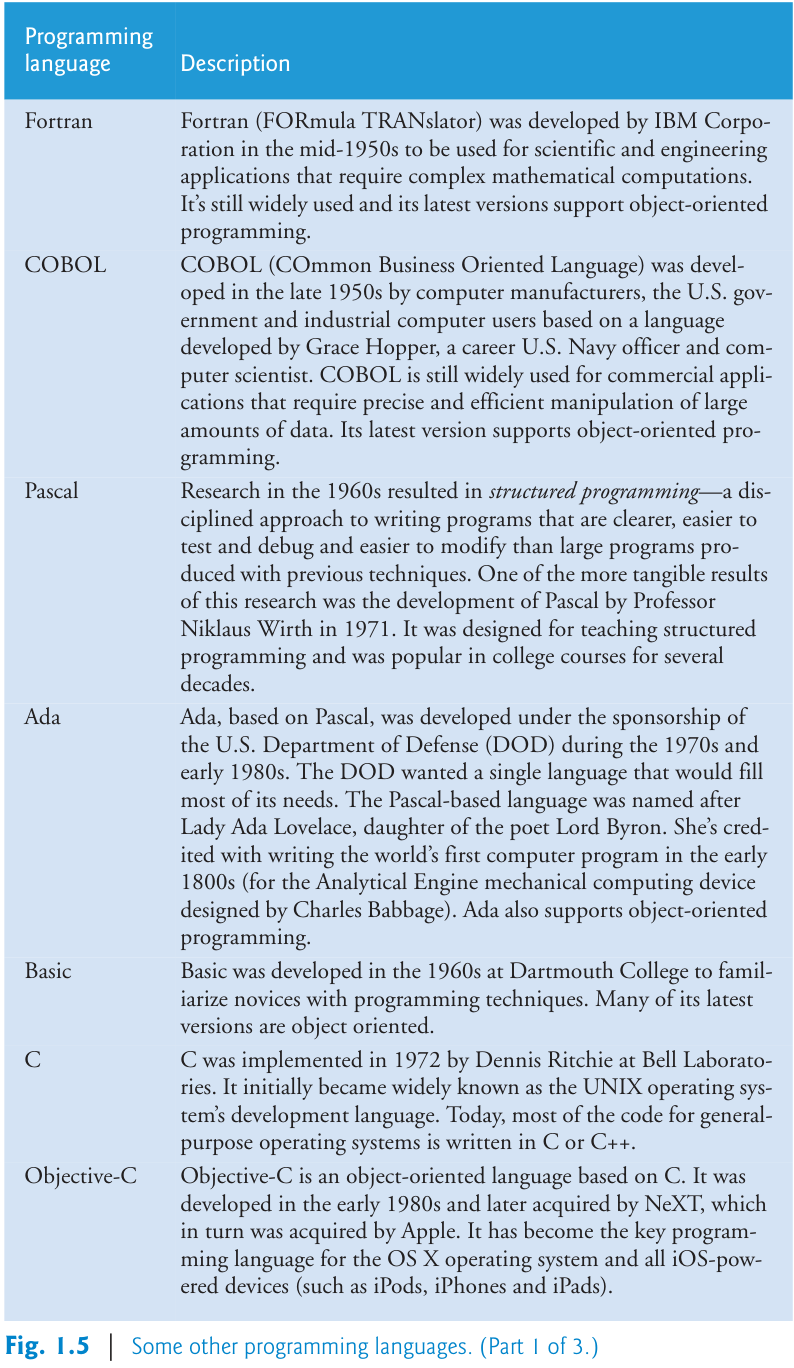 Programming
language
Description
Fortran
Fortran (FORmula TRANslator) was developed by IBM Corpo-
ration in the mid-1950s to be used for scientific and engineering
applications that require complex mathematical computations.
It’s still widely used and its latest versions support object-oriented
programming.
COBOL
COBOL (COmmon Business Oriented Language) was devel-
oped in the late 1950s by computer manufacturers, the U.S. gov-
ernment and industrial computer users based on a language
developed by Grace Hopper, a career U.S. Navy officer and com-
puter scientist. COBOL is still widely used for commercial appli-
cations that require precise and efficient manipulation of large
amounts of data. Its latest version supports object-oriented pro-
gramming.
Pascal
Research in the 1960s resulted in structured programming—a dis-
ciplined approach to writing programs that are clearer, easier to
test and debug and easier to modify than large programs pro-
duced with previous techniques. One of the more tangible results
of this research was the development of Pascal by Professor
Niklaus Wirth in 1971. It was designed for teaching structured
programming and was popular in college courses for several
decades.
Ada
Ada, based on Pascal, was developed under the sponsorship of
the U.S. Department of Defense (DOD) during the 1970s and
early 1980s. The DOD wanted a single language that would fill
most of its needs. The Pascal-based language was named after
Lady Ada Lovelace, daughter of the poet Lord Byron. She’s cred-
ited with writing the world’s first computer program in the early
1800s (for the Analytical Engine mechanical computing device
designed by Charles Babbage). Ada also supports object-oriented
programming.
Basic
Basic was developed in the 1960s at Dartmouth College to famil-
iarize novices with programming techniques. Many of its latest
versions are object oriented.
C
C was implemented in 1972 by Dennis Ritchie at Bell Laborato-
ries. It initially became widely known as the UNIX operating sys-
tem’s development language. Today, most of the code for general-
purpose operating systems is written in C or C++.
Objective-C
Objective-C is an object-oriented language based on C. It was
developed in the early 1980s and later acquired by NeXT, which
in turn was acquired by Apple. It has become the key program-
ming language for the OS X operating system and all iOS-pow-
ered devices (such as iPods, iPhones and iPads).
Fig. 1.5 | Some other programming languages. (Part 1 of 3.)